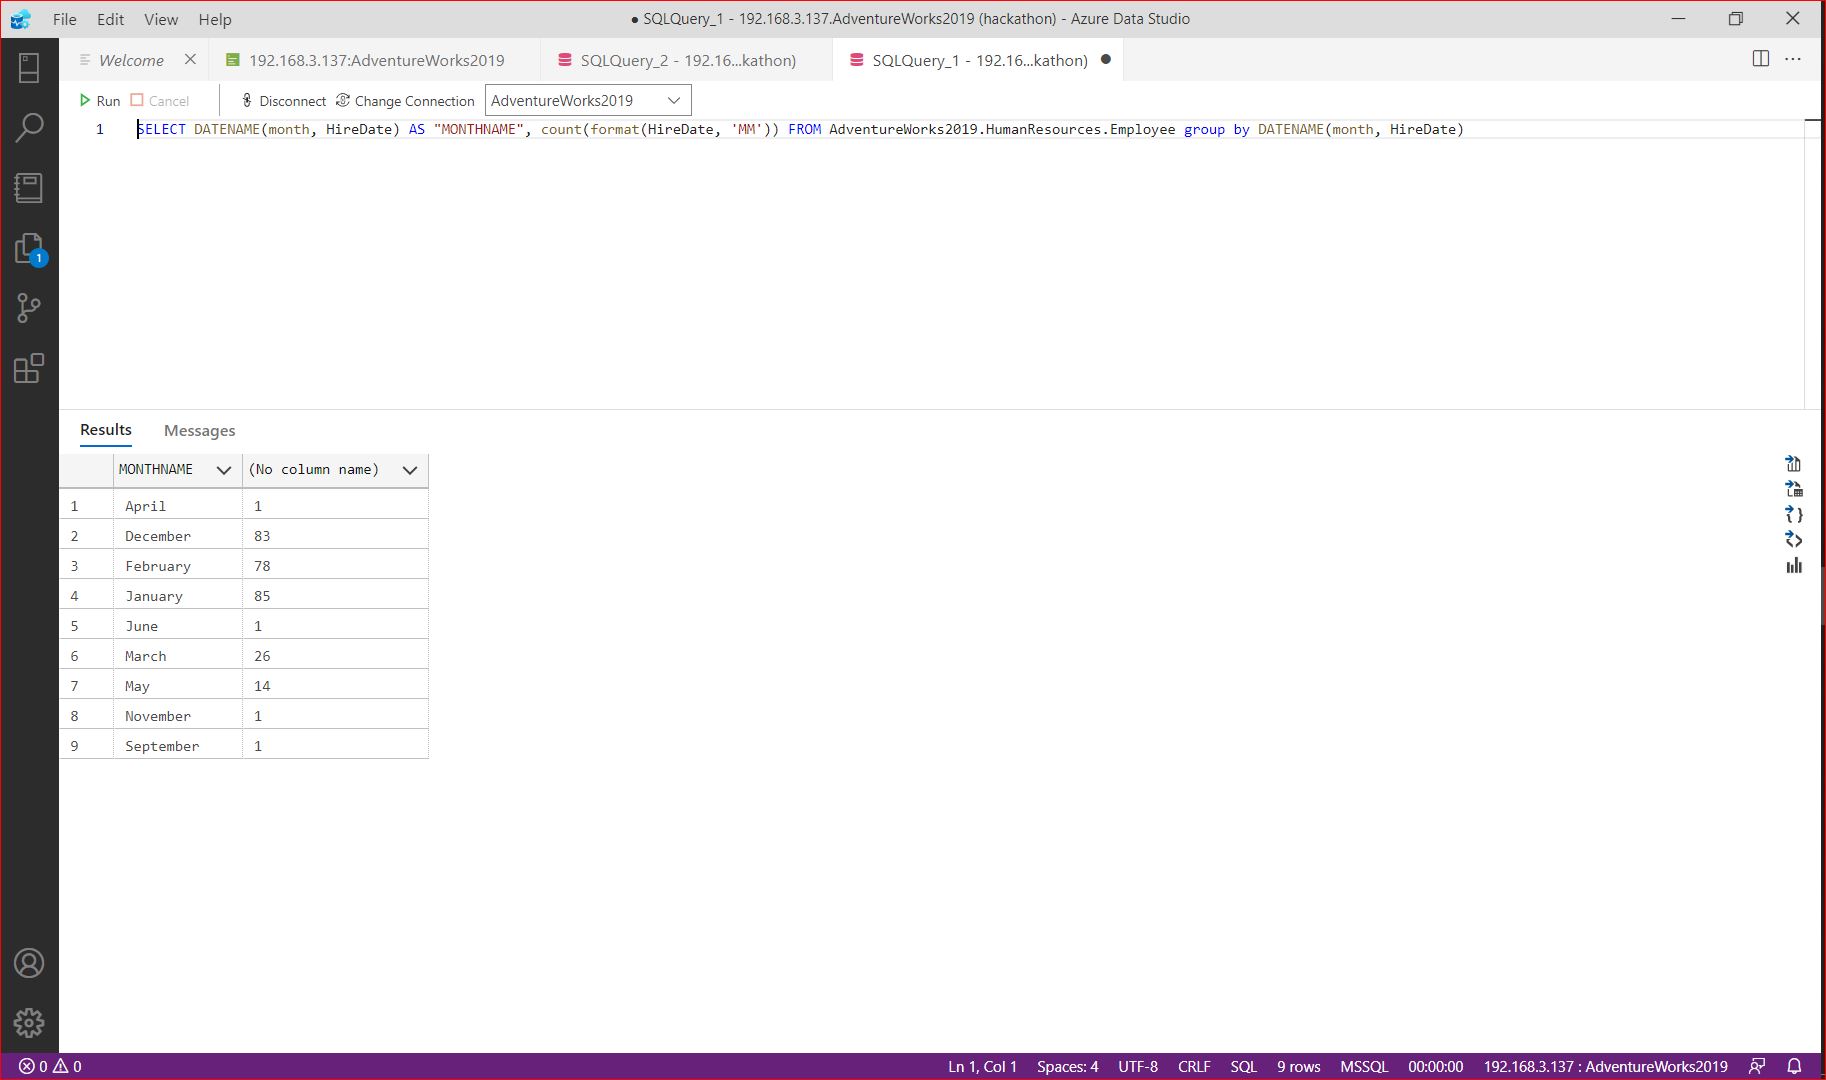 File Edit View Help
● SQLQuery_1 - 192.168.3.137.AdventureWorks2019 (hackathon) - Azure Data Studio
Welcome
192.168.3.137:AdventureWorks2019
SQLQuery_2 - 192.16...kathon)
SQLQuery_1 - 192.16...kathon)
Run Cancel Disconnect Change Connection AdventureWorks2019
1 SELECT DATENAME(month, HireDate) AS "MONTHNAME", count(format(HireDate, 'MM')) FROM AdventureWorks2019.HumanResources.Employee group by DATENAME(month, HireDate)
1
Results Messages
MONTHNAME (No column name)
1 April 1
2 December 83
3 February 78
4 January 85
5 June 1
6 March 26
7 May 14
8 November 1
9 September 1
0 0 Ln 1, Col 1 Spaces: 4 UTF-8 CRLF SQL 9 rows MSSQL 00:00:00 192.168.3.137 : AdventureWorks2019